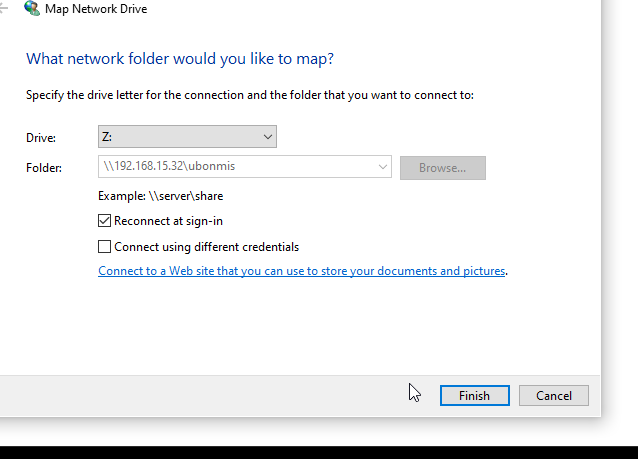 Map Network Drive
What network folder would you like to map?
Specify the drive letter for the connection and the folder that you want to connect to:
Drive: Z:
Folder: \\192.168.15.32\ubonmis Browse...
Example: \\server\share
Reconnect at sign-in
Connect using different credentials
Connect to a Web site that you can use to store your documents and pictures.
Finish Cancel